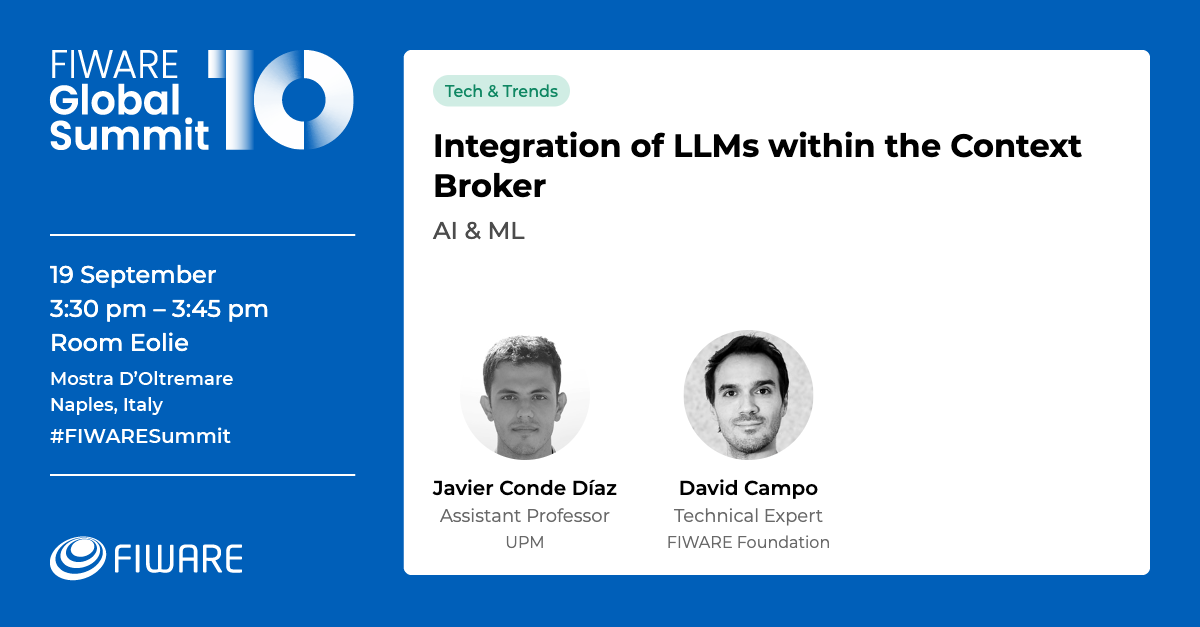 FIWARE
Global
Summit
10
19 September
3:30 pm – 3:45 pm
Room Eolie
Mostra D’Oltremare
Naples, Italy
#FIWARESummit
FIWARE
Tech & Trends
Integration of LLMs within the Context
Broker
AI & ML
Javier Conde Díaz
Assistant Professor
UPM
David Campo
Technical Expert
FIWARE Foundation